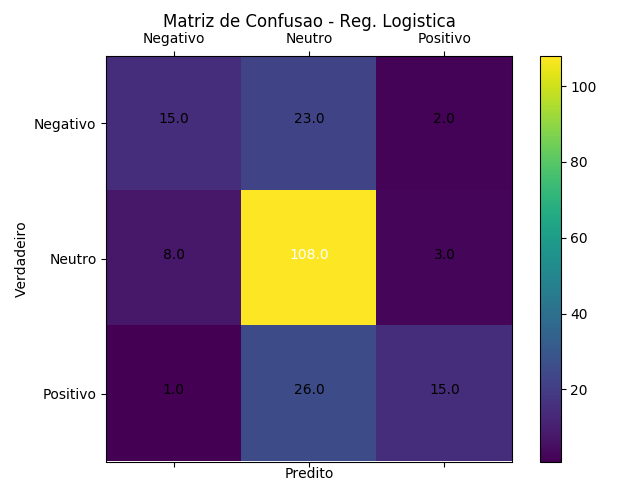 Matriz de Confusao - Reg. Logistica
Negativo Neutro Positivo
Negativo 15.0 23.0 2.0
Neutro 8.0 108.0 3.0
Positivo 1.0 26.0 15.0
Verdadeiro
Predito
100
80
60
40
20